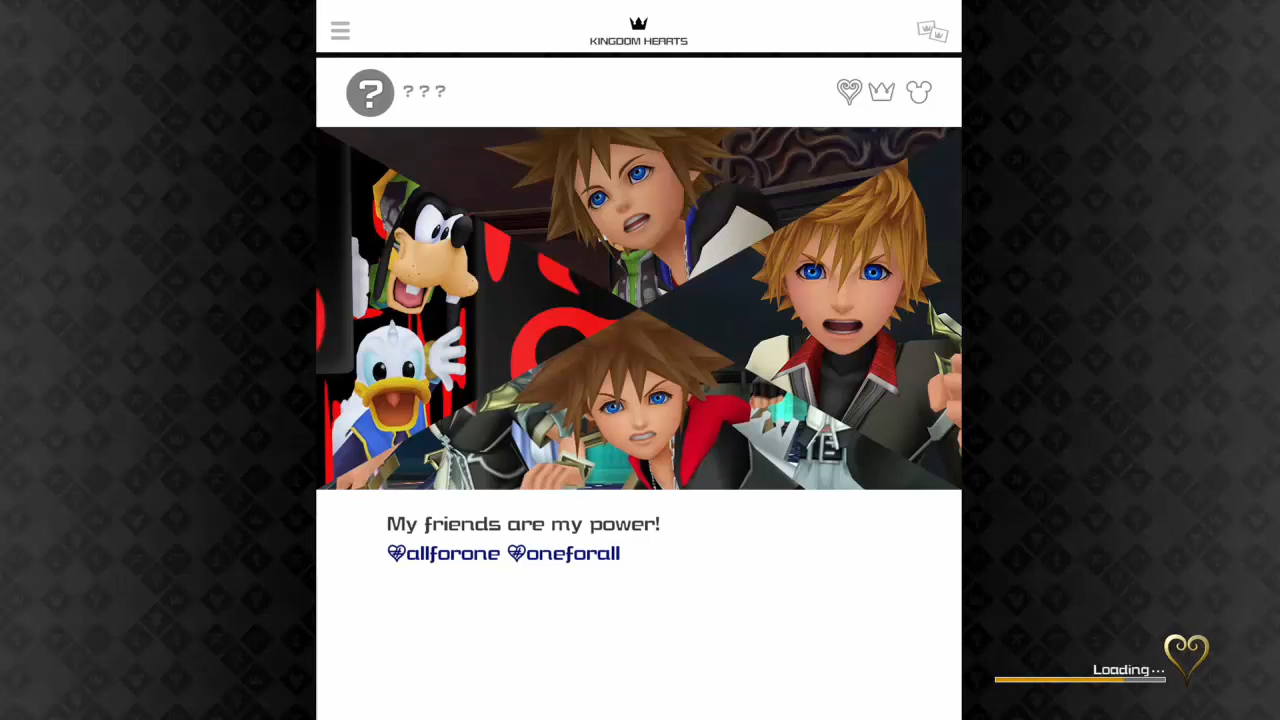 KINGDOM HEARTS
? ? ? ?
My friends are my power!
#allforone #oneforall
Loading...